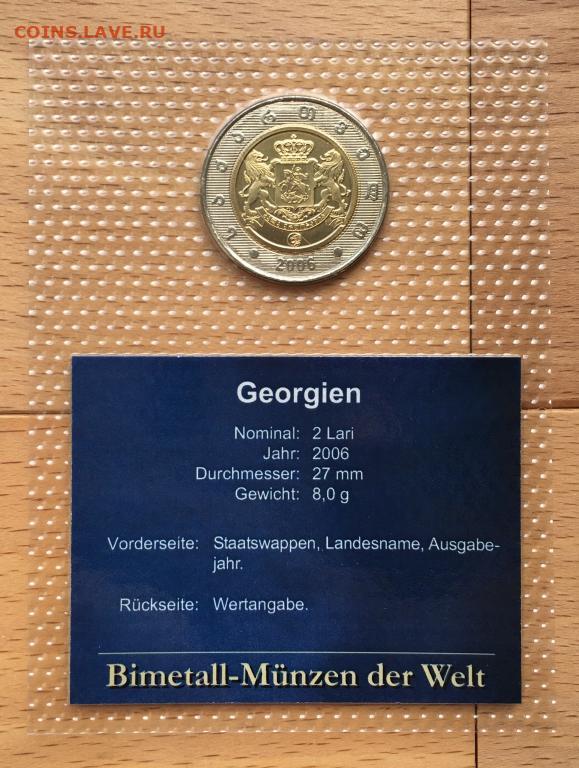 COINS.LAVE.RU
საქართველო
2006
Georgien
Nominal: 2 Lari
Jahr: 2006
Durchmesser: 27 mm
Gewicht: 8,0 g
Vorderseite: Staatswappen, Landesname, Ausgabe-
jahr.
Rückseite: Wertangabe.
Bimetall-Münzen der Welt